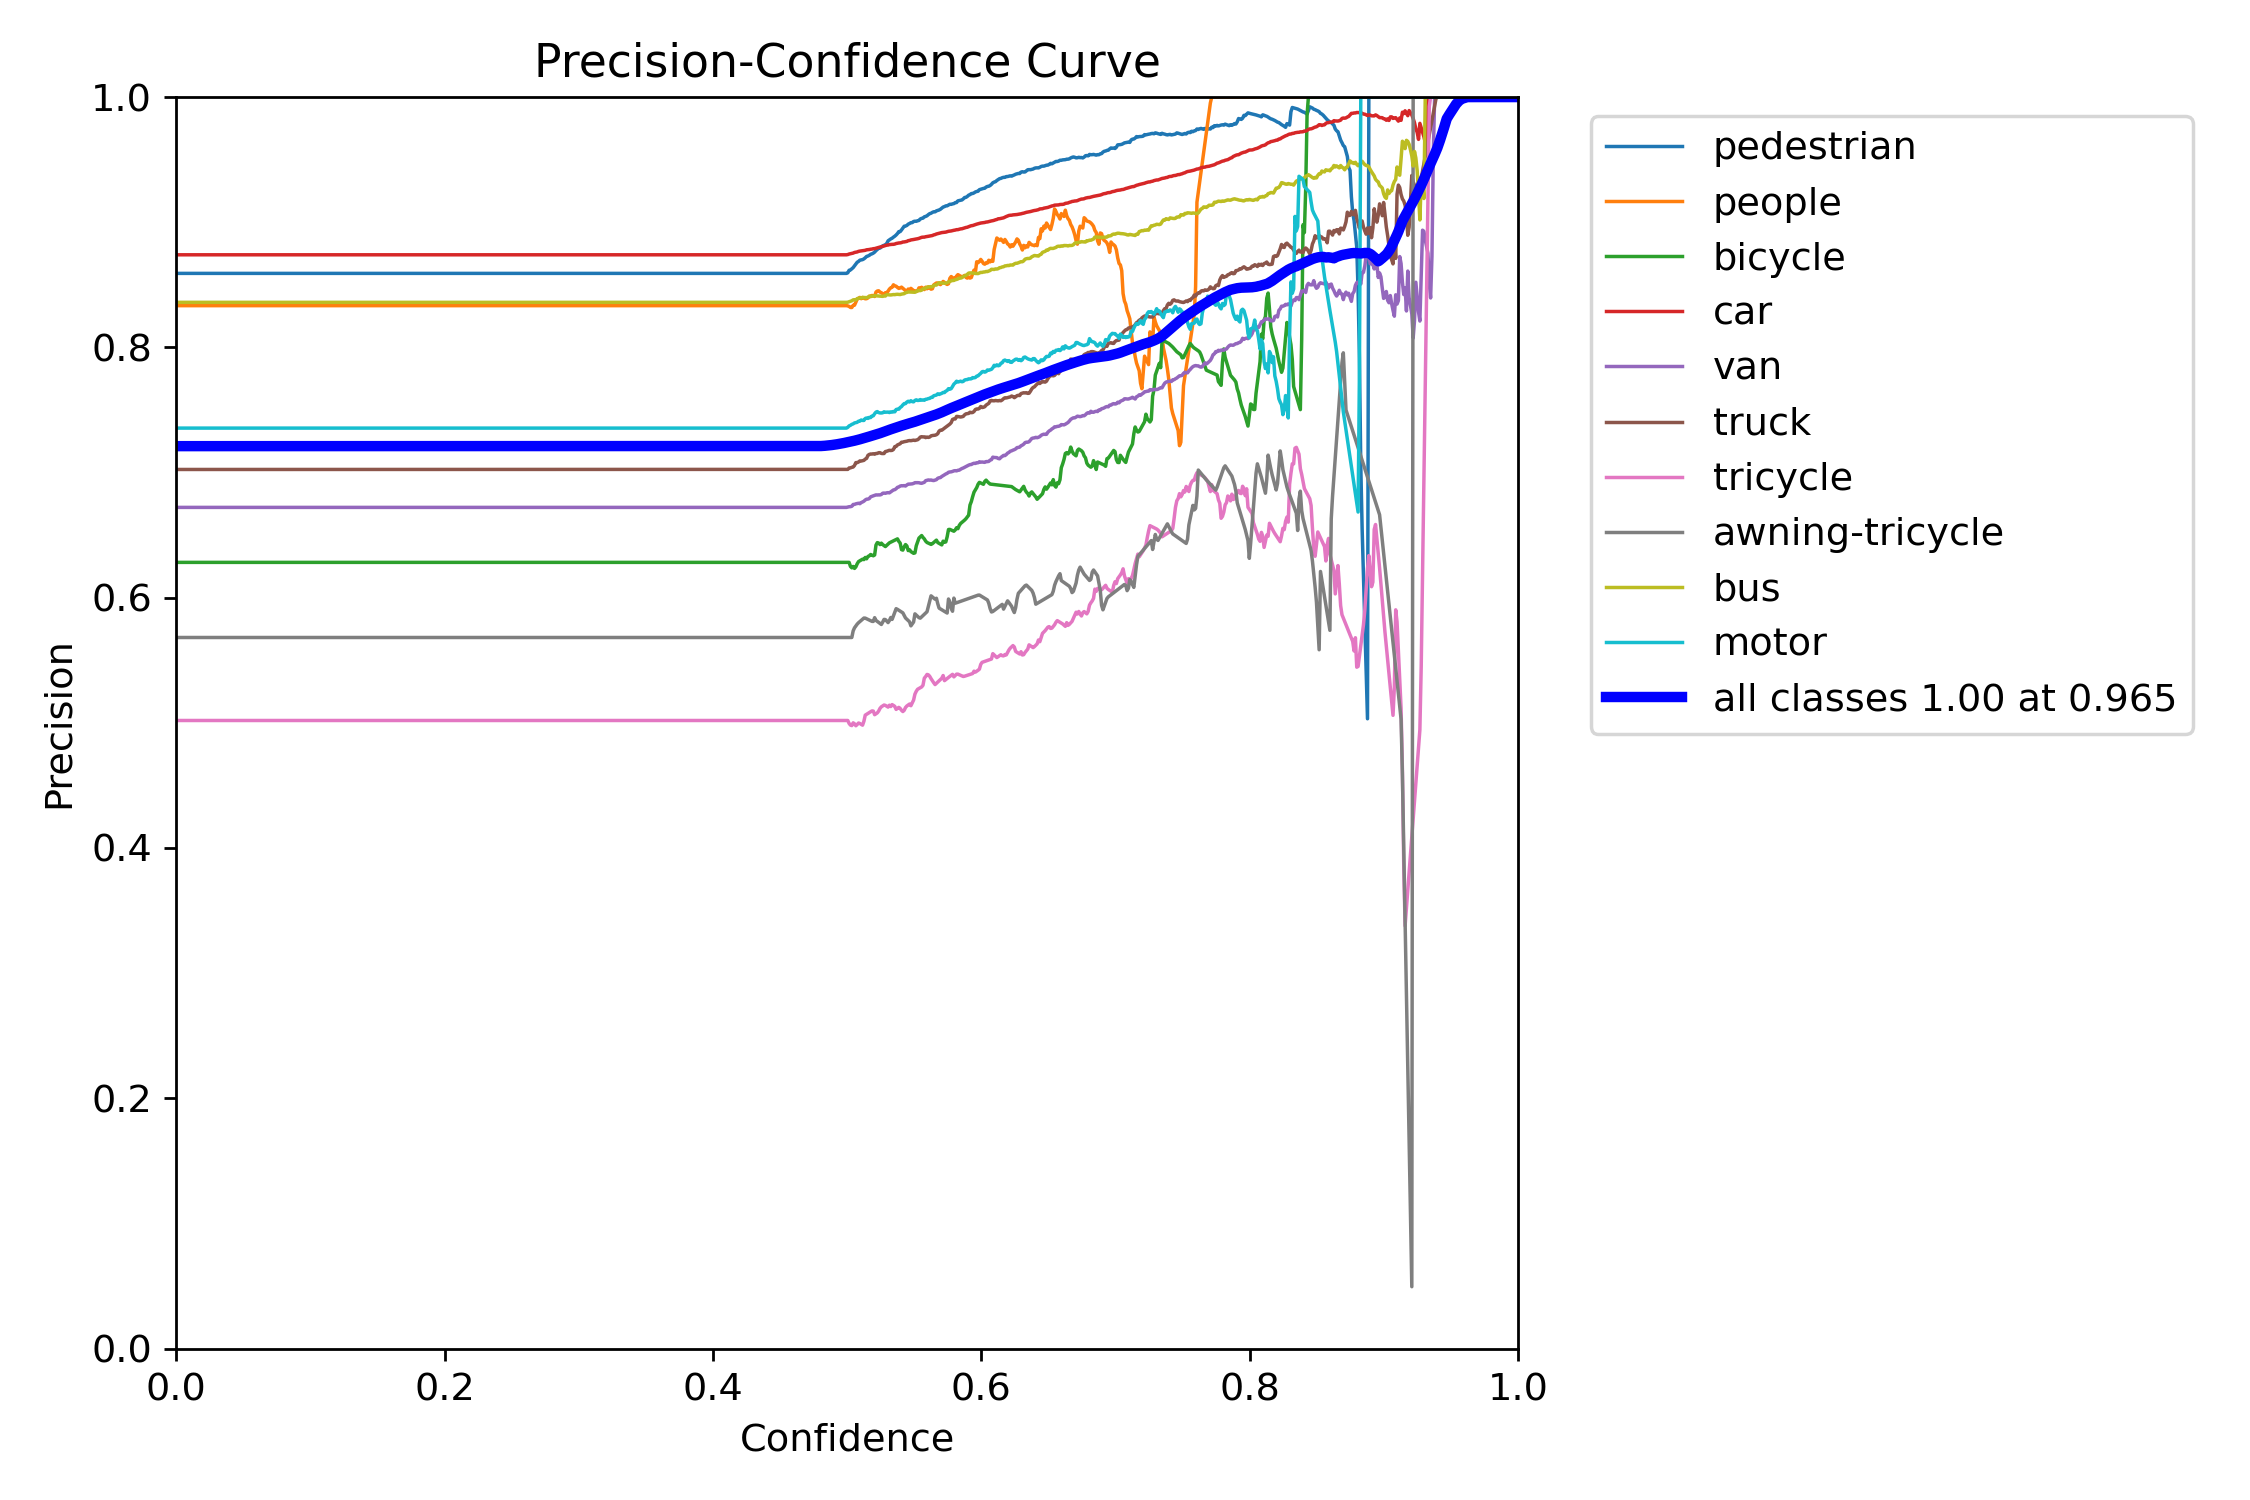 Precision-Confidence Curve
1.0
0.8
0.6
0.4
0.2
0.0
Precision
0.0 0.2 0.4 0.6 0.8 1.0
Confidence
pedestrian
people
bicycle
car
van
truck
tricycle
awning-tricycle
bus
motor
all classes 1.00 at 0.965